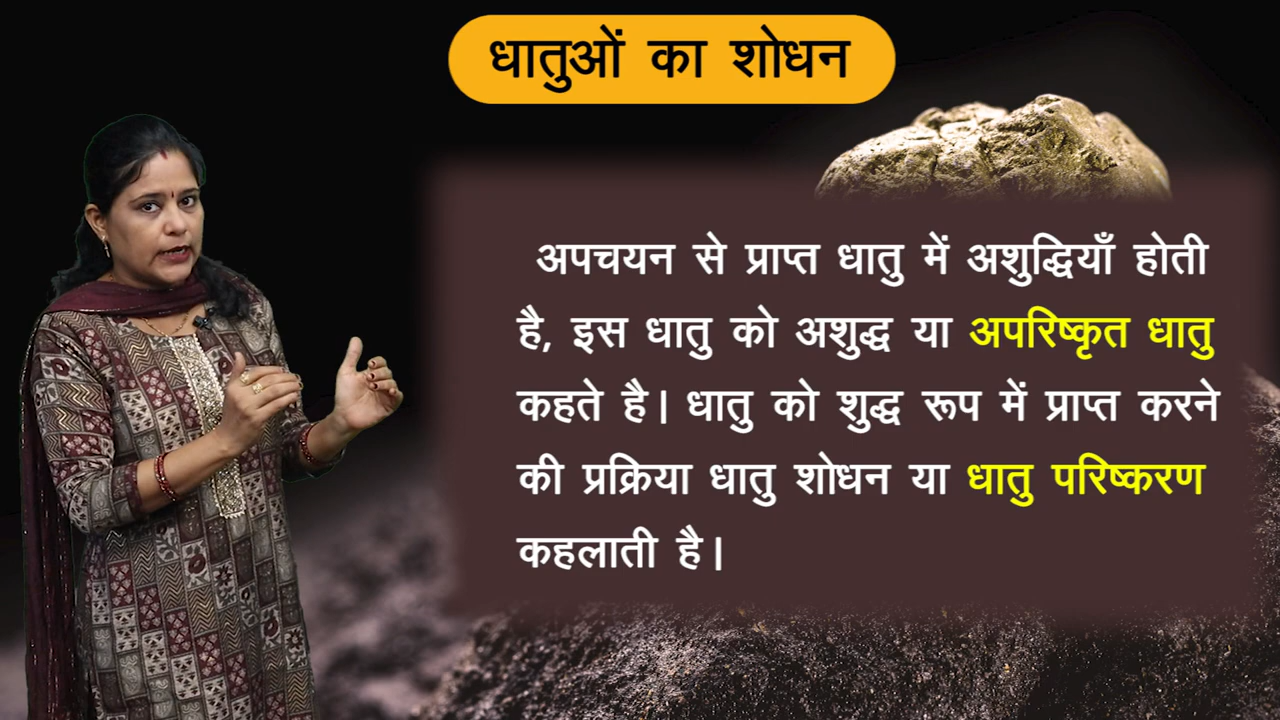 धातुओं का शोधन
अपचयन से प्राप्त धातु में अशुद्धियाँ होती
है, इस धातु को अशुद्ध या अपरिष्कृत धातु
कहते है। धातु को शुद्ध रूप में प्राप्त करने
की प्रक्रिया धातु शोधन या धातु परिष्करण
कहलाती है।